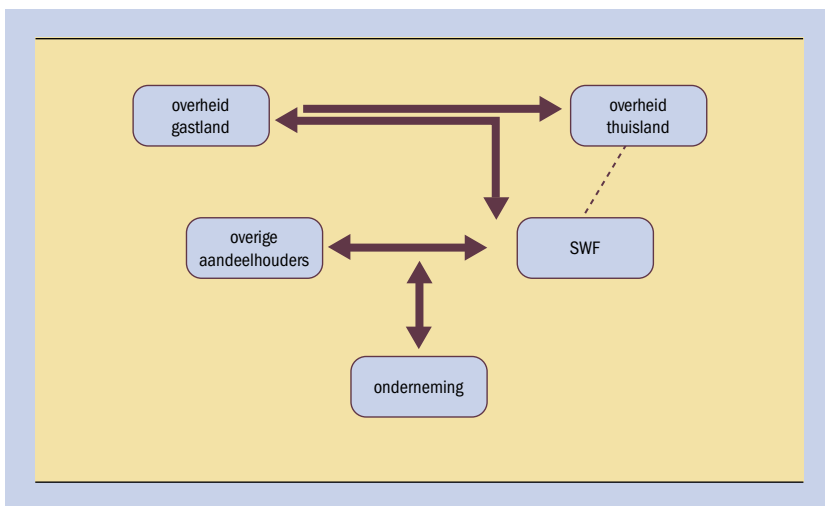 overheid
gastland
overheid
thuisland
overige
aandeelhouders
SWF
onderneming